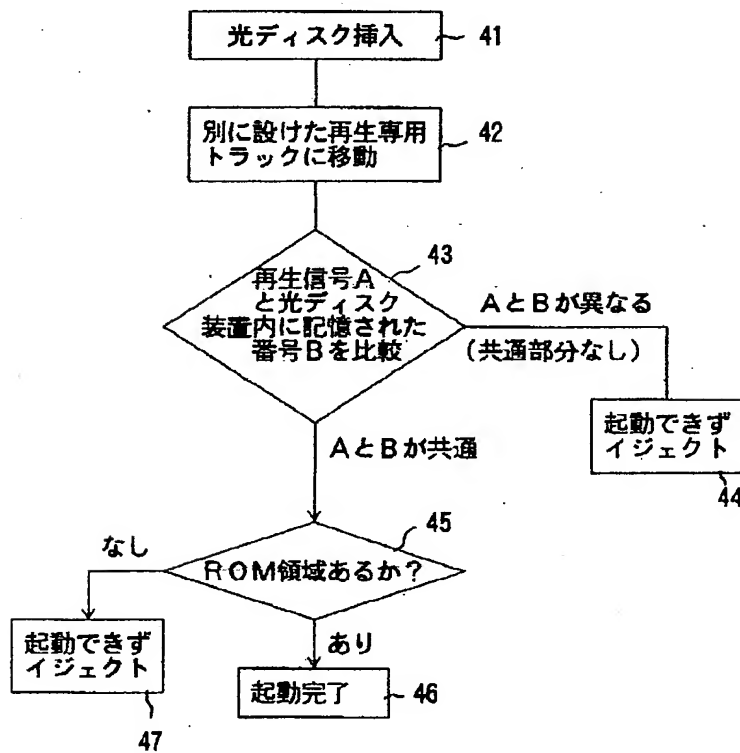 光ディスク挿入
41
別に設けた再生専用
トラックに移動
42
43
再生信号A
と光ディスク
装置内に記憶された
番号Bを比較
AとBが異なる
(共通部分なし)
起動できず
イジェクト
44
AとBが共通
45
なし
ROM領域あるか?
起動できず
イジェクト
47
あり
起動完了
46